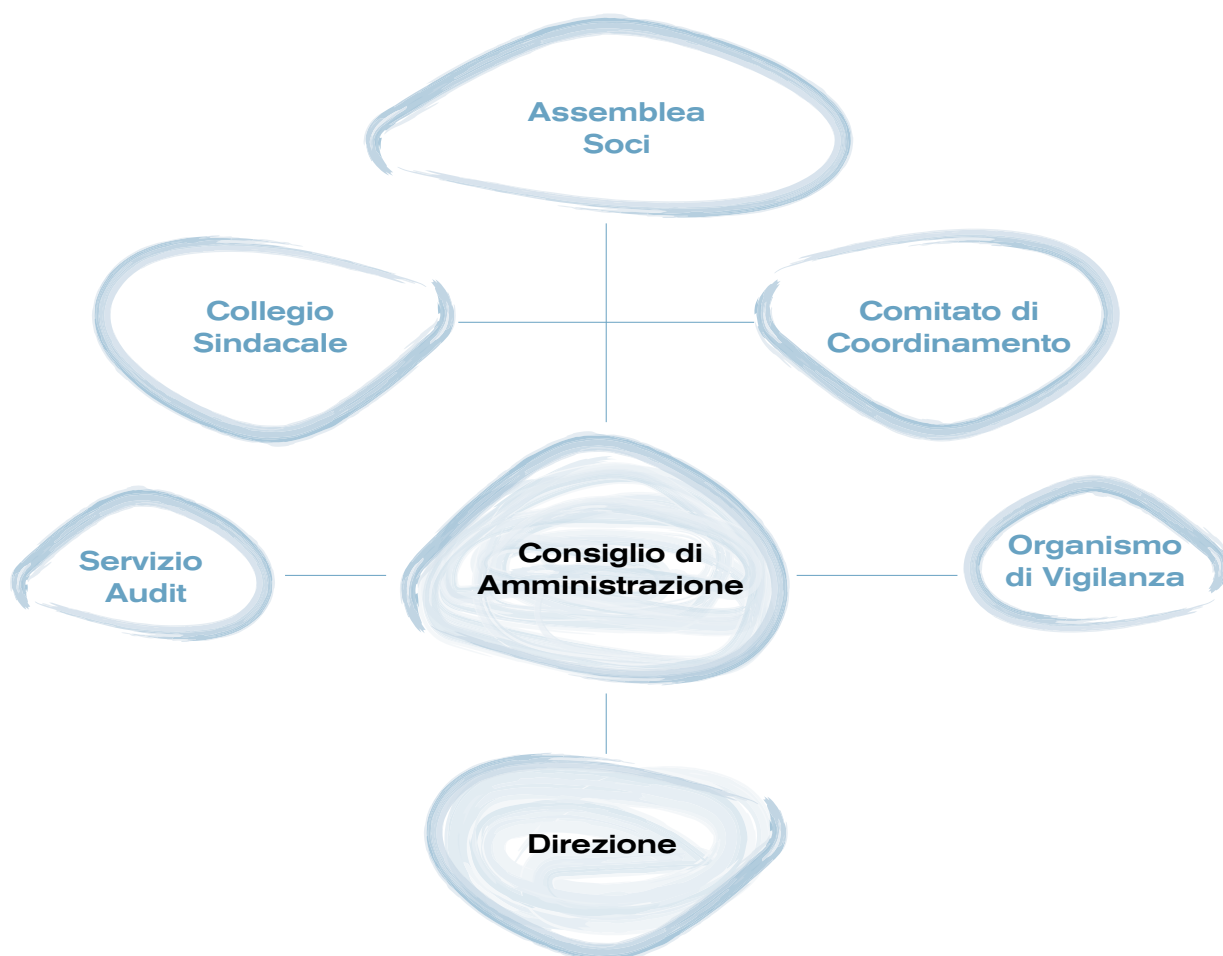 Assemblea
Soci
Collegio
Sindacale
Comitato di
Coordinamento
Servizio
Audit
Consiglio di
Amministrazione
Organismo
di Vigilanza
Direzione